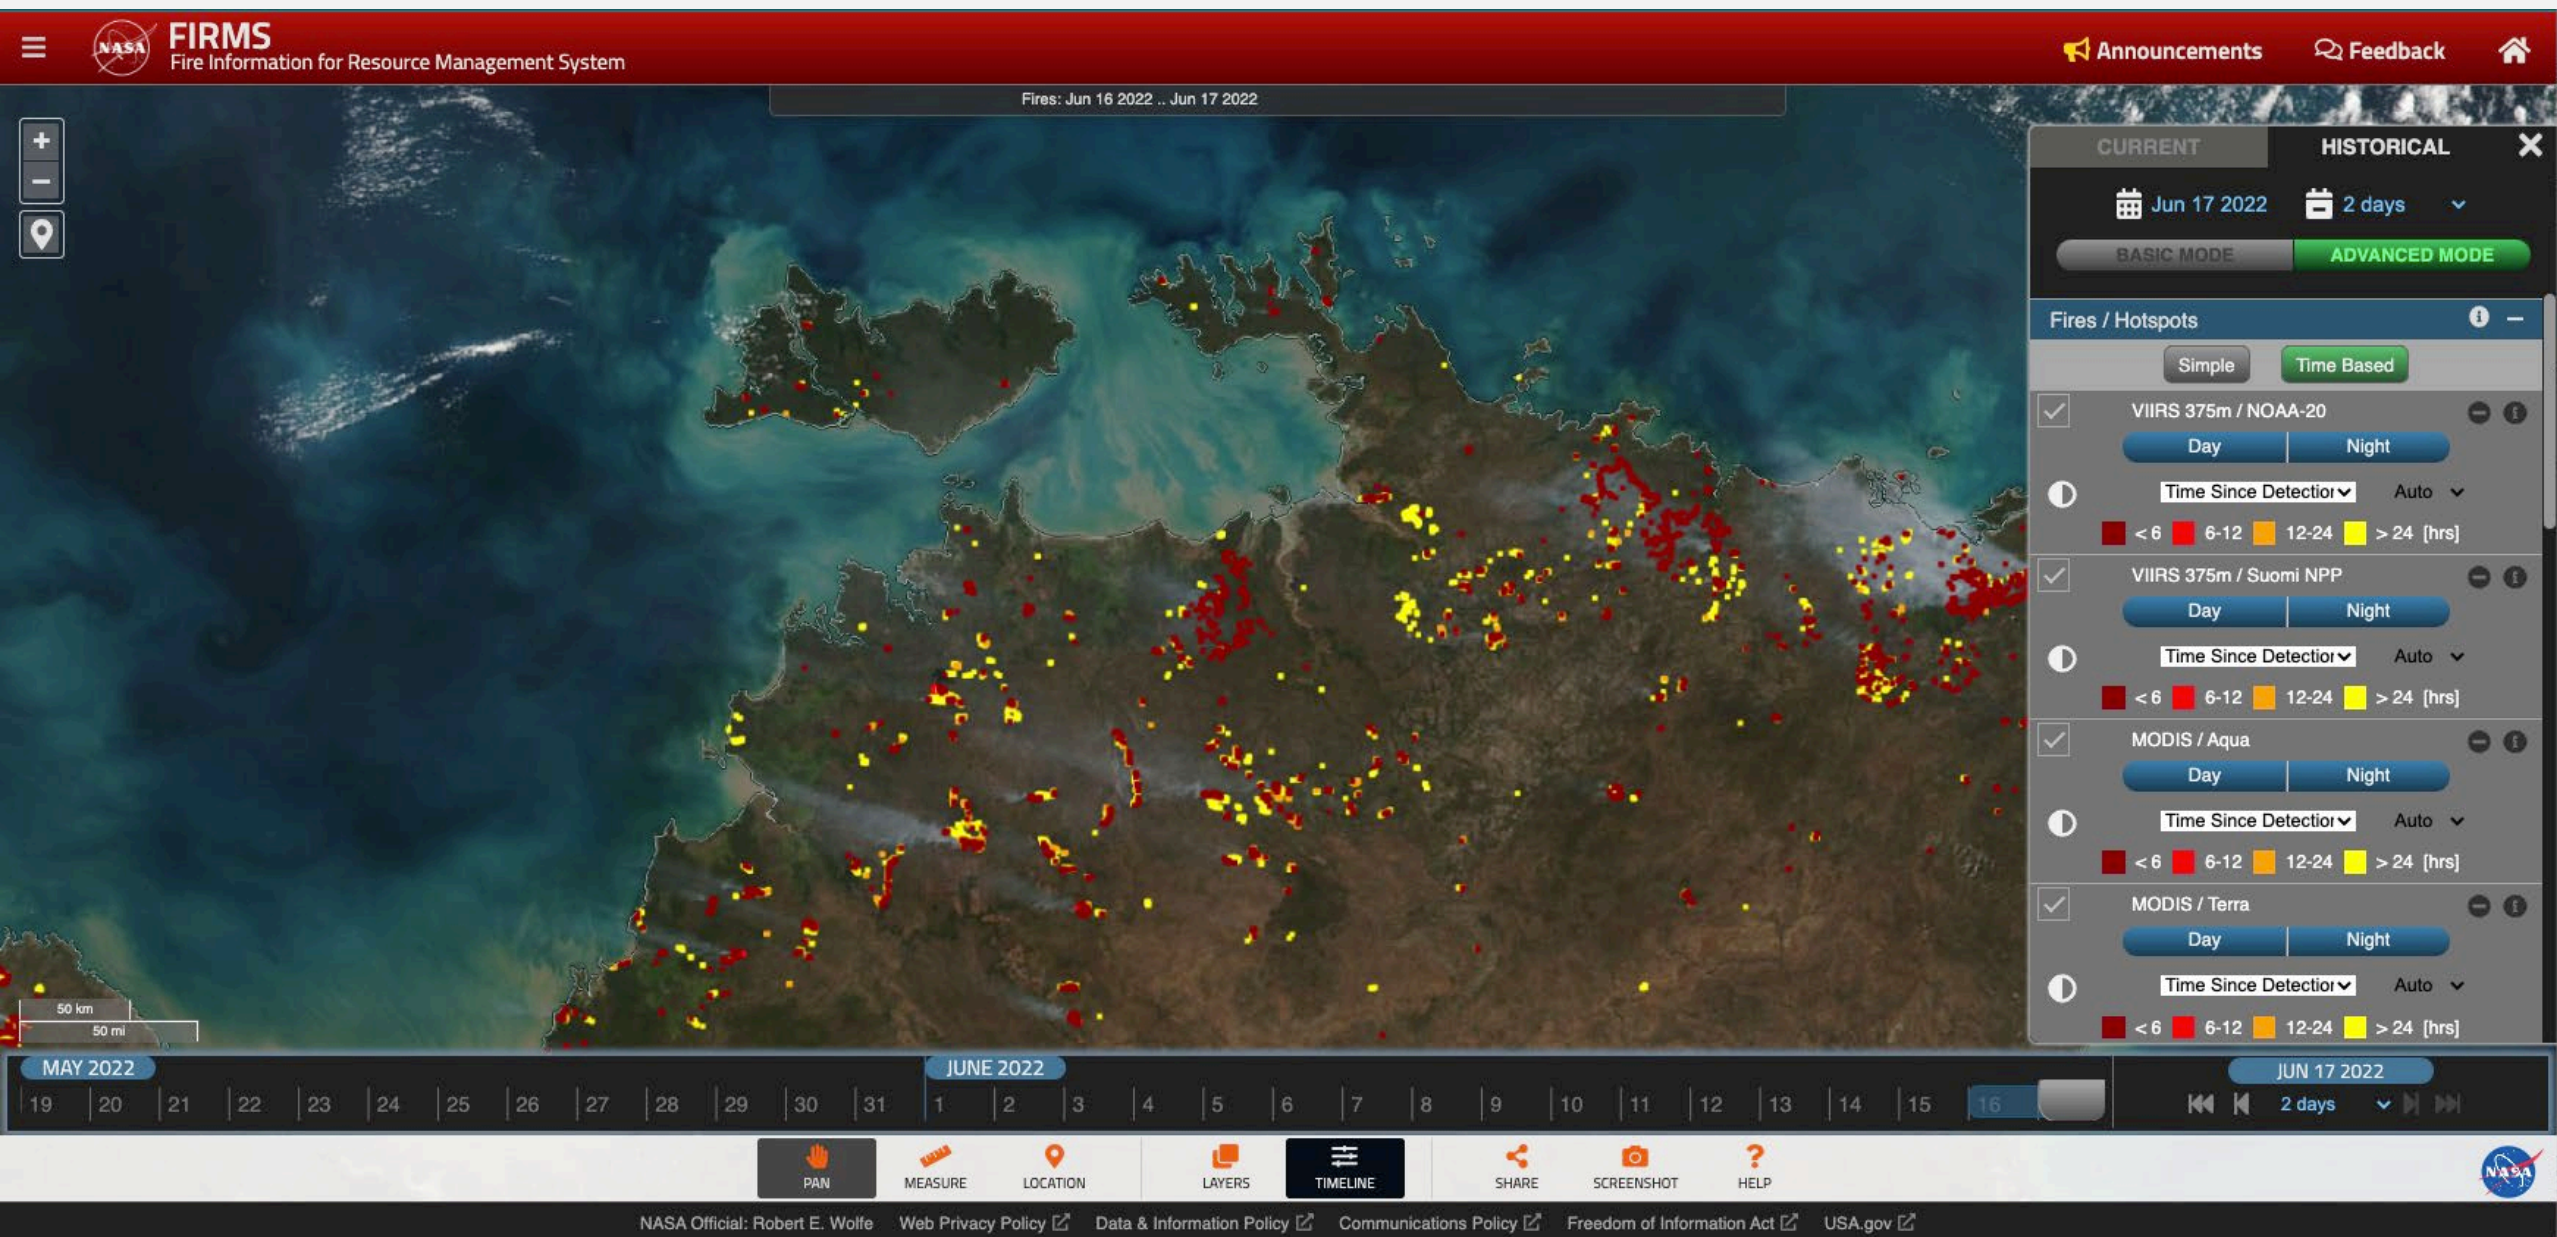 NASA
FIRMS
Fire Information for Resource Management System
Announcements
Feedback
Fires: Jun 16 2022 .. Jun 17 2022
+
−
CURRENT
HISTORICAL
Jun 17 2022
2 days
BASIC MODE
ADVANCED MODE
Fires / Hotspots
Simple
Time Based
VIIRS 375m / NOAA-20
Day
Night
Time Since Detection
Auto
< 6 6-12 12-24 > 24 [hrs]
VIIRS 375m / Suomi NPP
Day
Night
Time Since Detection
Auto
< 6 6-12 12-24 > 24 [hrs]
MODIS / Aqua
Day
Night
Time Since Detection
Auto
< 6 6-12 12-24 > 24 [hrs]
MODIS / Terra
Day
Night
Time Since Detection
Auto
< 6 6-12 12-24 > 24 [hrs]
50 km
50 mi
MAY 2022
JUNE 2022
19 20 21 22 23 24 25 26 27 28 29 30 31 1 2 3 4 5 6 7 8 9 10 11 12 13 14 15 16
JUN 17 2022
2 days
PAN
MEASURE
LOCATION
LAYERS
TIMELINE
SHARE
SCREENSHOT
HELP
NASA
NASA Official: Robert E. Wolfe
Web Privacy Policy
Data & Information Policy
Communications Policy
Freedom of Information Act
USA.gov